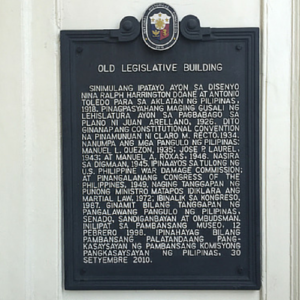 OLD LEGISLATIVE BUILDING
SINIMULANG IPATAYO AYON SA DISENYO
NINA RALPH HARRINGTON DOANE AT ANTONIO
TOLEDO PARA SA AKLATAN NG PILIPINAS,
1918. PINAGPASYAHANG MAGING GUSALI NG
LEHISLATURA AYON SA PAGBABAGO SA
PLANO NI JUAN ARELLANO, 1926. DITO
GINANAP ANG CONSTITUTIONAL CONVENTION
NA PINAMUNUAN NI CLARO M. RECTO, 1934.
NANUMPA ANG MGA PANGULO NG PILIPINAS,
MANUEL L. QUEZON, 1935; JOSE P. LAUREL,
1943; AT MANUEL A. ROXAS, 1946. NASIRA
SA DIGMAAN, 1945. IPINAAYOS SA TULONG NG
U.S. PHILIPPINE WAR DAMAGE COMMISSION;
AT PINANGALANANG CONGRESS OF THE
PHILIPPINES, 1949. NAGING TANGGAPAN NG
PUNONG MINISTRO MATAPOS IDIKLARA ANG
MARTIAL LAW, 1972; IBINALIK SA KONGRESO,
1987. GINAMIT BILANG TANGGAPAN NG
PANGALAWANG PANGULO NG PILIPINAS,
SENADO, SANDIGANBAYAN AT OMBUDSMAN.
INILIPAT SA PAMBANSANG MUSEO, 12
PEBRERO 1998. IPINAHAYAG BILANG
PAMBANSANG PALATANDAANG PANG-
KASAYSAYAN NG PAMBANSANG KOMISYONG
PANGKASAYSAYAN NG PILIPINAS, 30
SETYEMBRE 2010.